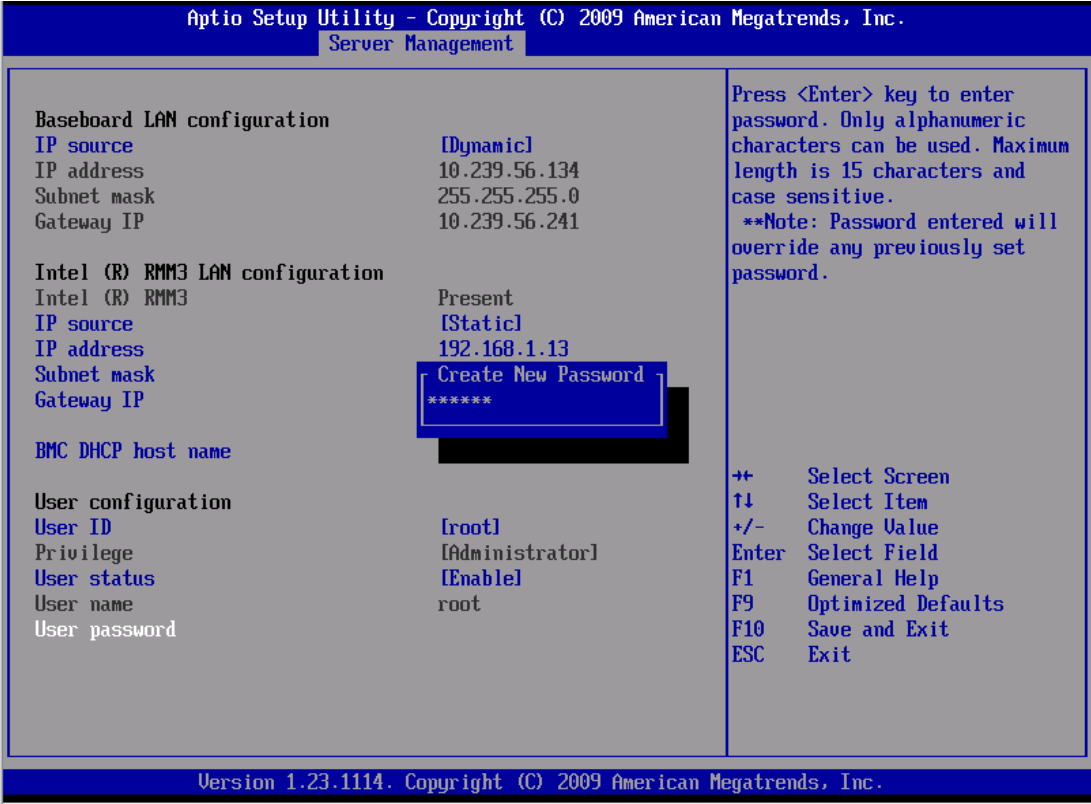 Aptio Setup Utility - Copyright (C) 2009 American Megatrends, Inc.
Server Management
Baseboard LAN configuration
IP source [Dynamic]
IP address 10.239.56.134
Subnet mask 255.255.255.0
Gateway IP 10.239.56.241
Intel (R) RMM3 LAN configuration
Intel (R) RMM3 Present
IP source [Static]
IP address 192.168.1.13
Subnet mask
Gateway IP
Create New Password
******
BMC DHCP host name
User configuration
User ID [root]
Privilege [Administrator]
User status [Enable]
User name root
User password
Press <Enter> key to enter
password. Only alphanumeric
characters can be used. Maximum
length is 15 characters and
case sensitive.
**Note: Password entered will
override any previously set
password.
→← Select Screen
↑↓ Select Item
+/- Change Value
Enter Select Field
F1 General Help
F9 Optimized Defaults
F10 Save and Exit
ESC Exit
Version 1.23.1114. Copyright (C) 2009 American Megatrends, Inc.